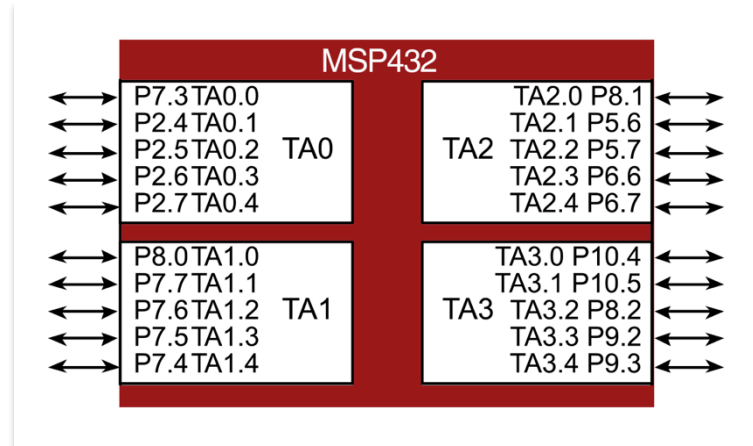 MSP432
P7.3 TA0.0
P2.4 TA0.1
P2.5 TA0.2
P2.6 TA0.3
P2.7 TA0.4
TA0
TA2.0 P8.1
TA2.1 P5.6
TA2.2 P5.7
TA2.3 P6.6
TA2.4 P6.7
TA2
P8.0 TA1.0
P7.7 TA1.1
P7.6 TA1.2
P7.5 TA1.3
P7.4 TA1.4
TA1
TA3.0 P10.4
TA3.1 P10.5
TA3.2 P8.2
TA3.3 P9.2
TA3.4 P9.3
TA3